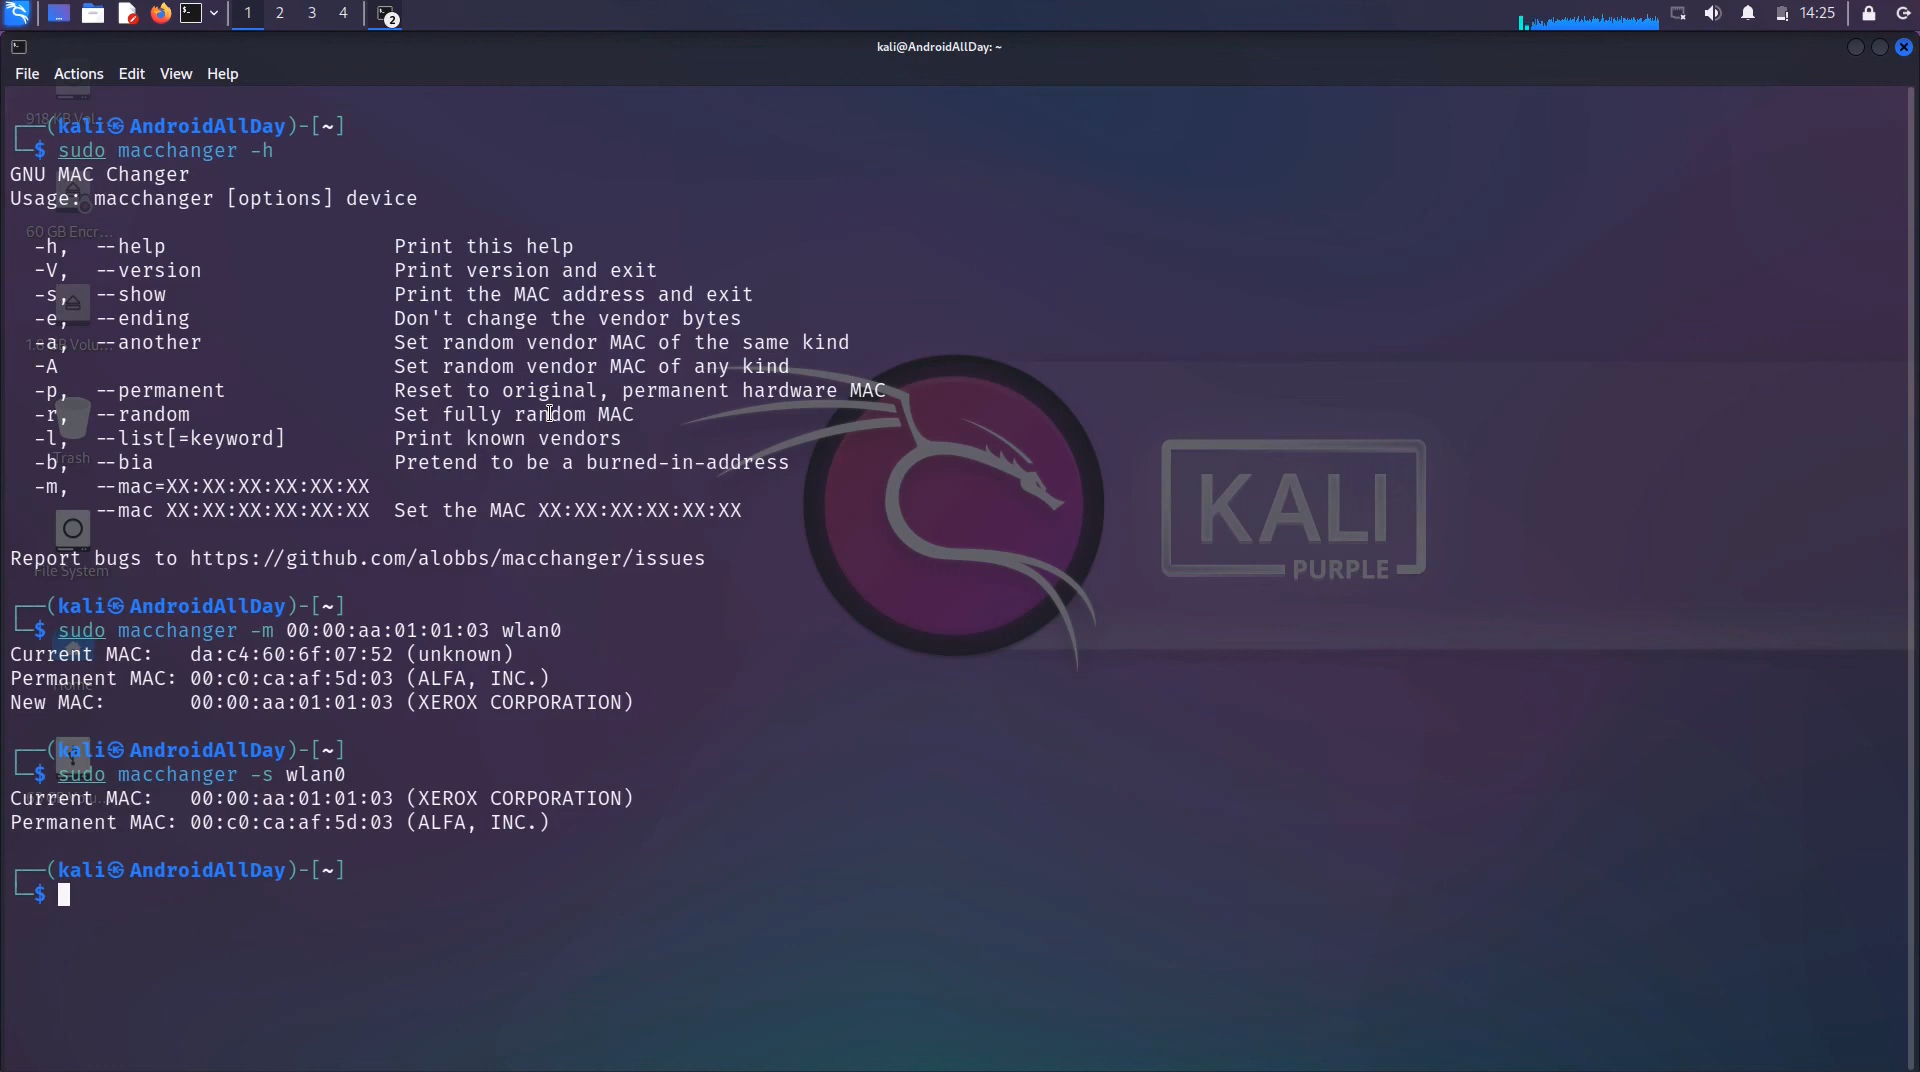 1 2 3 4 2 14:25
kali@AndroidAllDay: ~
File Actions Edit View Help
918 KB Vol...
┌──(kali㉿AndroidAllDay)-[~]
└─$ sudo macchanger -h
GNU MAC Changer
Usage: macchanger [options] device
60 GB Encr...
-h, --help Print this help
-V, --version Print version and exit
-s, --show Print the MAC address and exit
-e, --ending Don't change the vendor bytes
-a, --another Set random vendor MAC of the same kind
-A Set random vendor MAC of any kind
-p, --permanent Reset to original, permanent hardware MAC
-r, --random Set fully random MAC
-l, --list[=keyword] Print known vendors
Trash
-b, --bia Pretend to be a burned-in-address
-m, --mac=XX:XX:XX:XX:XX:XX
--mac XX:XX:XX:XX:XX:XX Set the MAC XX:XX:XX:XX:XX:XX
KALI
PURPLE
Report bugs to https://github.com/alobbs/macchanger/issues
File System
┌──(kali㉿AndroidAllDay)-[~]
└─$ sudo macchanger -m 00:00:aa:01:01:03 wlan0
Current MAC: da:c4:60:6f:07:52 (unknown)
Permanent MAC: 00:c0:ca:af:5d:03 (ALFA, INC.)
Home
New MAC: 00:00:aa:01:01:03 (XEROX CORPORATION)
┌──(kali㉿AndroidAllDay)-[~]
└─$ sudo macchanger -s wlan0
Current MAC: 00:00:aa:01:01:03 (XEROX CORPORATION)
Permanent MAC: 00:c0:ca:af:5d:03 (ALFA, INC.)
┌──(kali㉿AndroidAllDay)-[~]
└─$